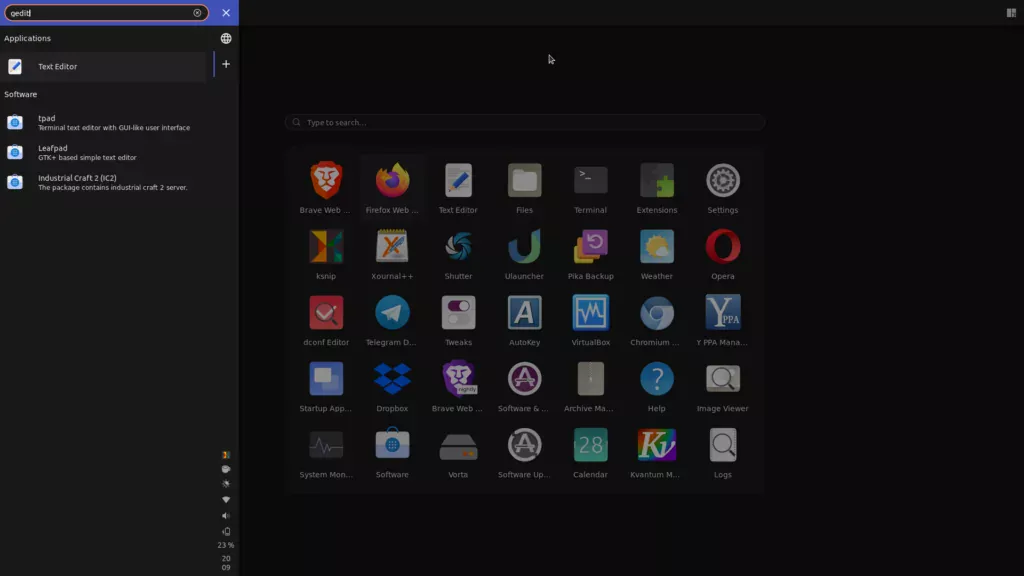 gedit
Applications
Text Editor
Software
tpad
Terminal text editor with GUI-like user interface
Leafpad
GTK+ based simple text editor
Industrial Craft 2 (IC2)
The package contains industrial craft 2 server.
23 %
20
09
Type to search...
Brave Web ...
Firefox Web ...
Text Editor
Files
Terminal
Extensions
Settings
ksnip
Xournal++
Shutter
Ulauncher
Pika Backup
Weather
Opera
dconf Editor
Telegram D...
Tweaks
AutoKey
VirtualBox
Chromium ...
Y PPA Mana...
Startup App...
Dropbox
nightly
Brave Web ...
Software & ...
Archive Ma...
Help
Image Viewer
System Mon...
Software
Vorta
Software Up...
28
Calendar
Kvantum M...
Logs